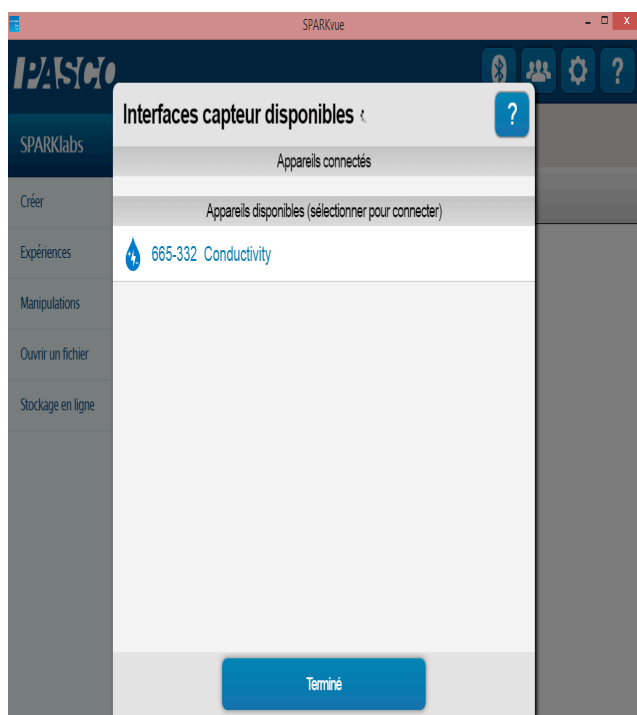 SPARKvue
PASCO
?
Interfaces capteur disponibles
?
SPARKlabs
Appareils connectés
Créer
Appareils disponibles (sélectionner pour connecter)
Expériences
665-332 Conductivity
Manipulations
Ouvrir un fichier
Stockage en ligne
Terminé